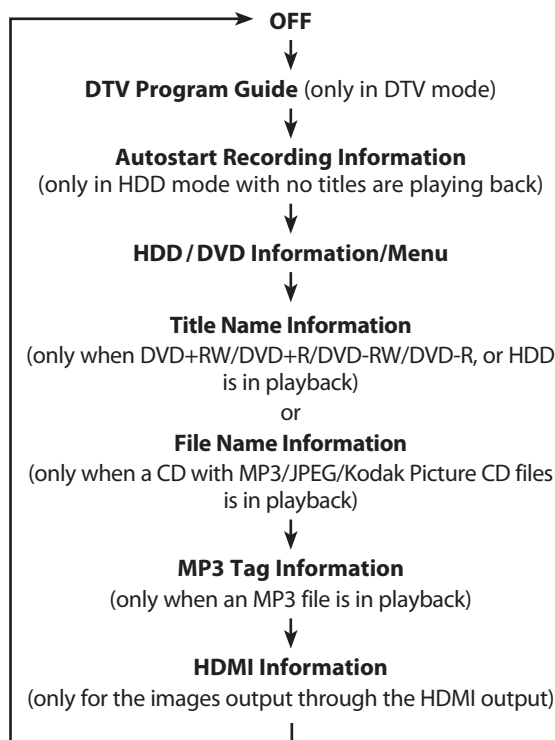 OFF
DTV Program Guide (only in DTV mode)
Autostart Recording Information
(only in HDD mode with no titles are playing back)
HDD / DVD Information/Menu
Title Name Information
(only when DVD+RW/DVD+R/DVD-RW/DVD-R, or HDD
is in playback)
or
File Name Information
(only when a CD with MP3/JPEG/Kodak Picture CD files
is in playback)
MP3 Tag Information
(only when an MP3 file is in playback)
HDMI Information
(only for the images output through the HDMI output)